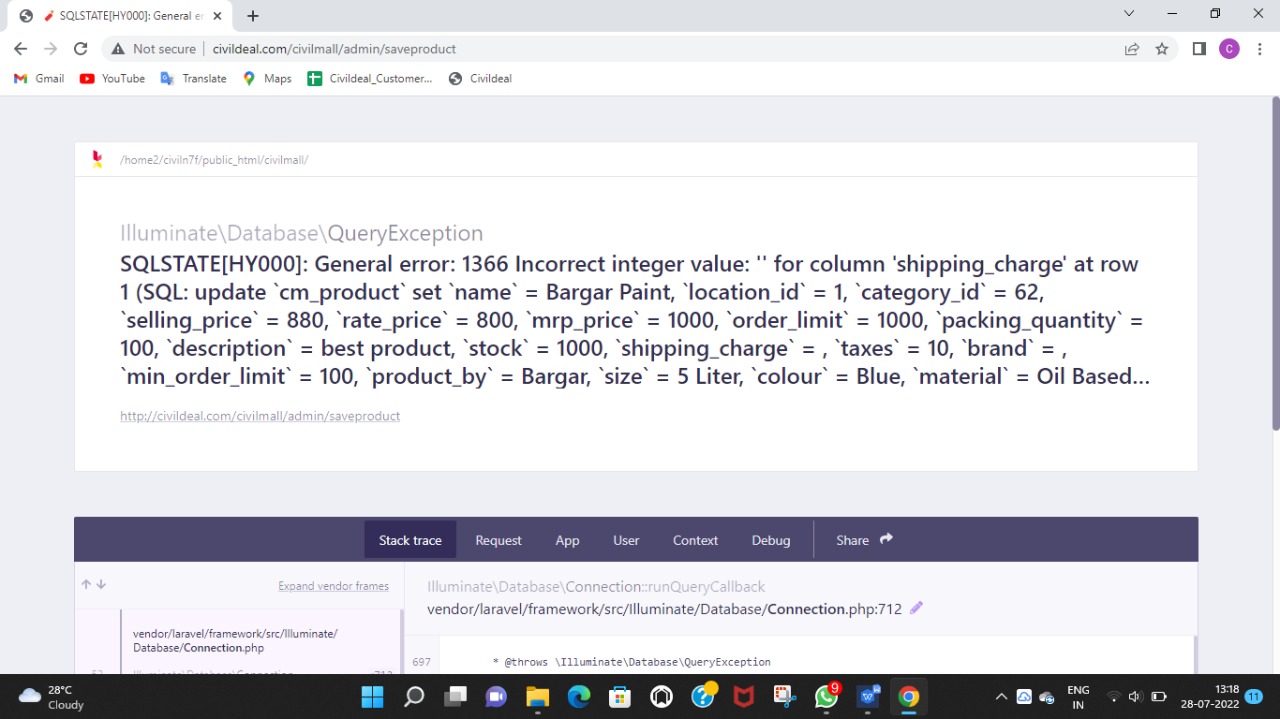 SQLSTATE[HY000]: General er
Not secure
civildeal.com/civilmall/admin/saveproduct
C
Gmail
YouTube
Translate
Maps
Civildeal_Customer...
Civildeal
/home2/civiln7f/public_html/civilmall/
Illuminate\Database\QueryException
SQLSTATE[HY000]: General error: 1366 Incorrect integer value: '' for column 'shipping_charge' at row
1 (SQL: update `cm_product` set `name` = Bargar Paint, `location_id` = 1, `category_id` = 62,
`selling_price` = 880, `rate_price` = 800, `mrp_price` = 1000, `order_limit` = 1000, `packing_quantity` =
100, `description` = best product, `stock` = 1000, `shipping_charge` = , `taxes` = 10, `brand` = ,
`min_order_limit` = 100, `product_by` = Bargar, `size` = 5 Liter, `colour` = Blue, `material` = Oil Based...
http://civildeal.com/civilmall/admin/saveproduct
Stack trace
Request
App
User
Context
Debug
Share
Expand vendor frames
Illuminate\Database\Connection::runQueryCallback
vendor/laravel/framework/src/Illuminate/Database/Connection.php:712
vendor/laravel/framework/src/Illuminate/
Database/Connection.php
697 * @throws \Illuminate\Database\QueryException
28°C
Cloudy
9
ENG
IN
13:18
28-07-2022
11